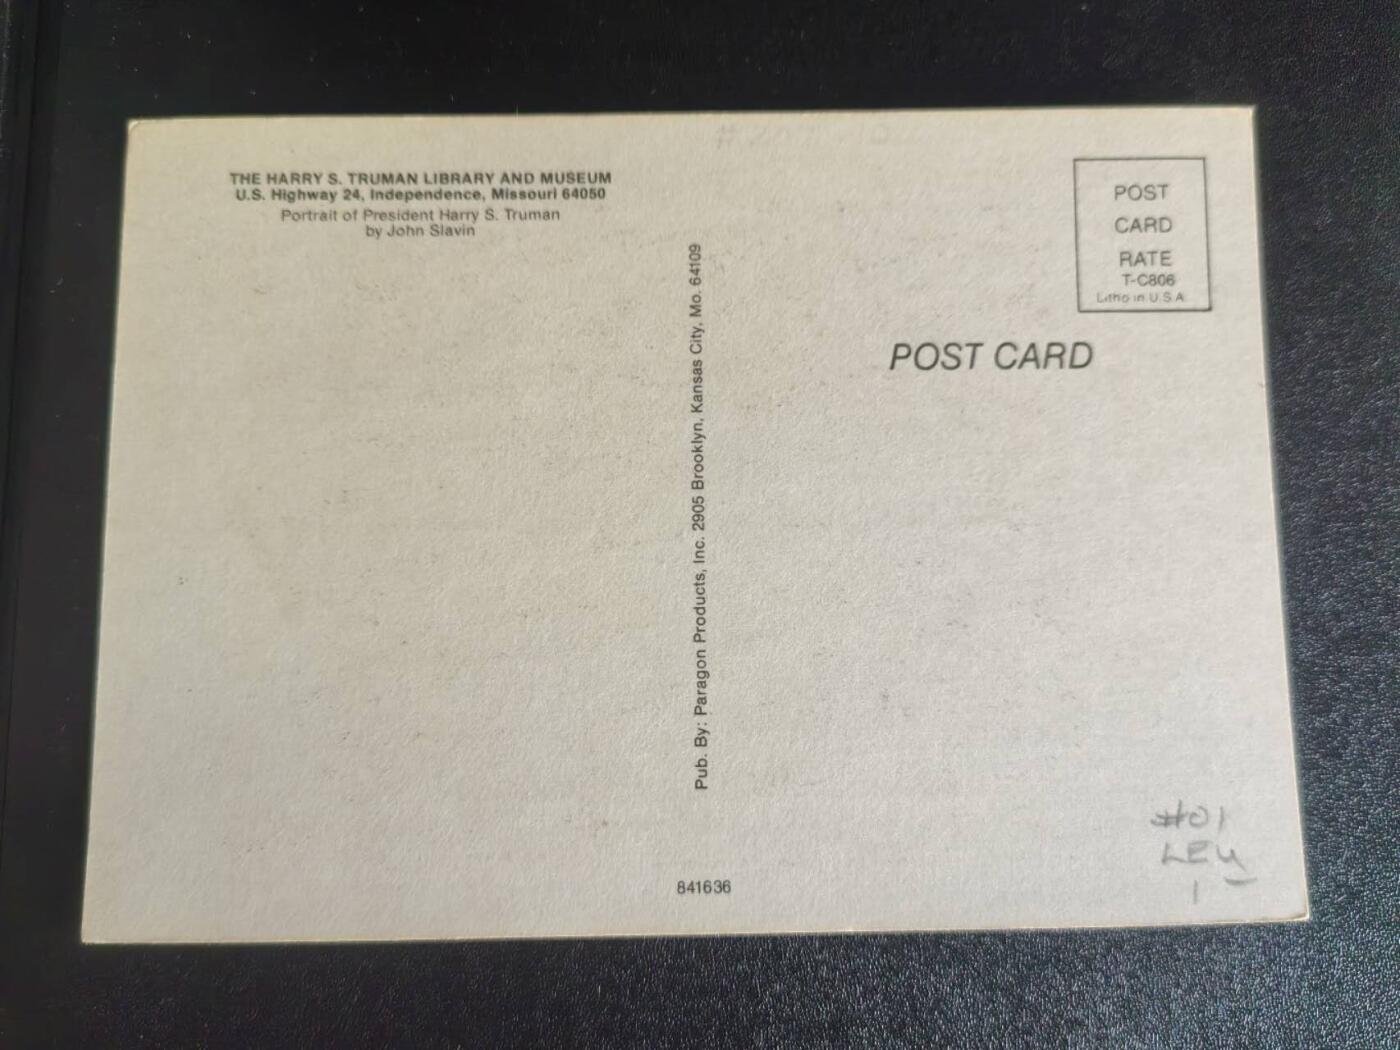 THE HARRY S. TRUMAN LIBRARY AND MUSEUM
U.S. Highway 24, Independence, Missouri 64050
Portrait of President Harry S. Truman
by John Slavin
Pub. By: Paragon Products, Inc. 2905 Brooklyn, Kansas City, Mo. 64109
841636
POST
CARD
RATE
T-C806
Litho in U.S.A.
POST CARD
#01
LEU
1